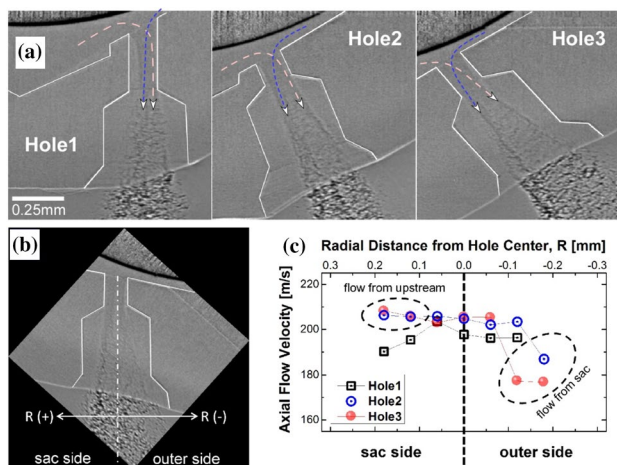 (a)
Hole1
Hole2
Hole3
0.25mm
(b)
R (+)
R (-)
sac side
outer side
(c)
Radial Distance from Hole Center, R [mm]
0.3 0.2 0.1 0.0 -0.1 -0.2 -0.3
Axial Flow Velocity [m/s]
220
200
180
160
flow from upstream
flow from sac
Hole1
Hole2
Hole3
sac side
outer side